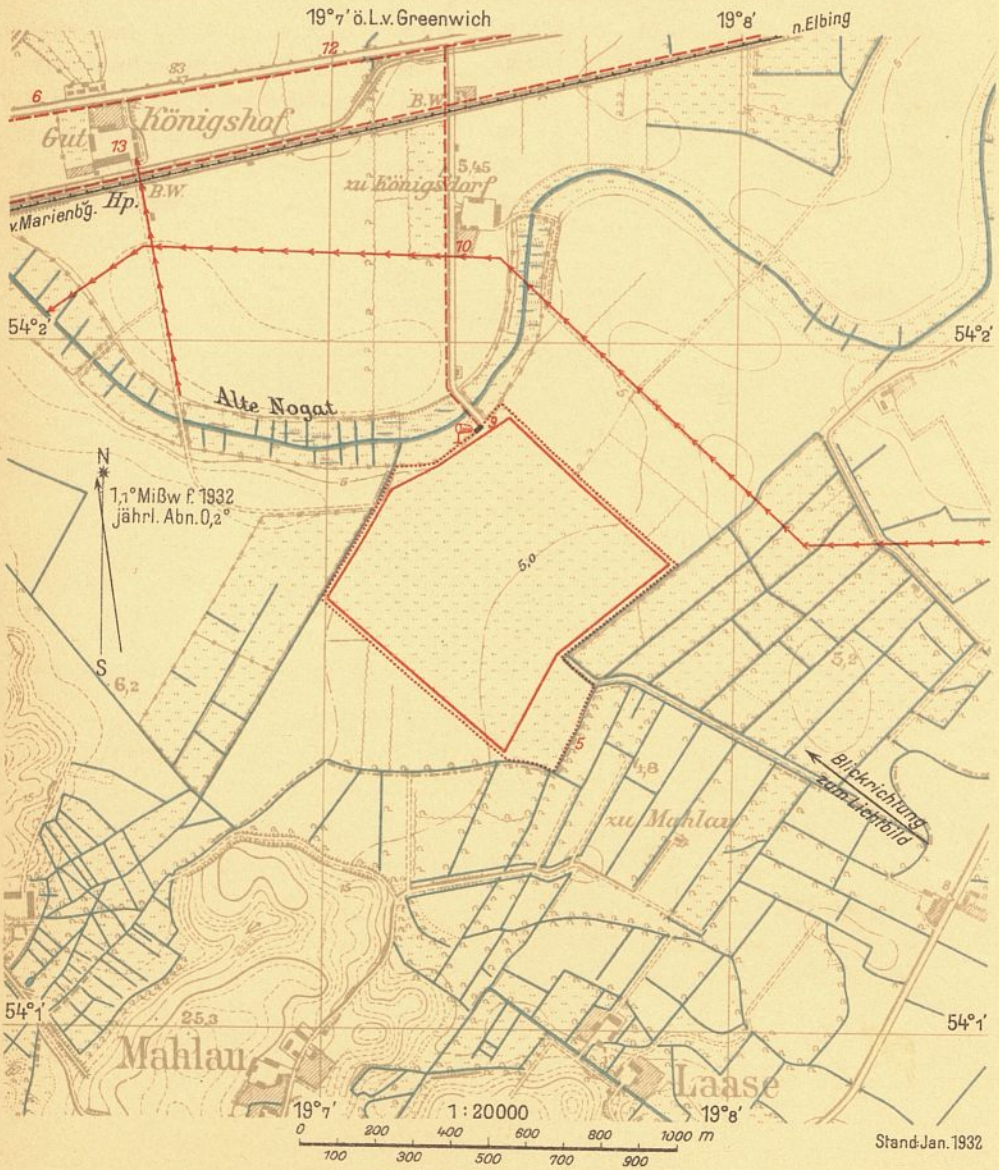 19°7' ö.L.v.Greenwich
19°8'
n.Elbing
72
83
6
Königshof
Gut
13
B.W.
B.W.
5,45
zu Königsdorf
Hp.
v.Marienbg.
10
54°2'
54°2'
Alte Nogat
9
N
1,1° Mißw f. 1932
jährl. Abn. 0,2°
S
5,0
6,2
5,2
5
4,8
Blickrichtung
zum Lichtbild
zu Mahlau
15
8
54°1'
25,3
54°1'
Mahlau
Laase
19°7'
1:20000
19°8'
0 200 400 600 800 1000 m
100 300 500 700 900
Stand:Jan.1932